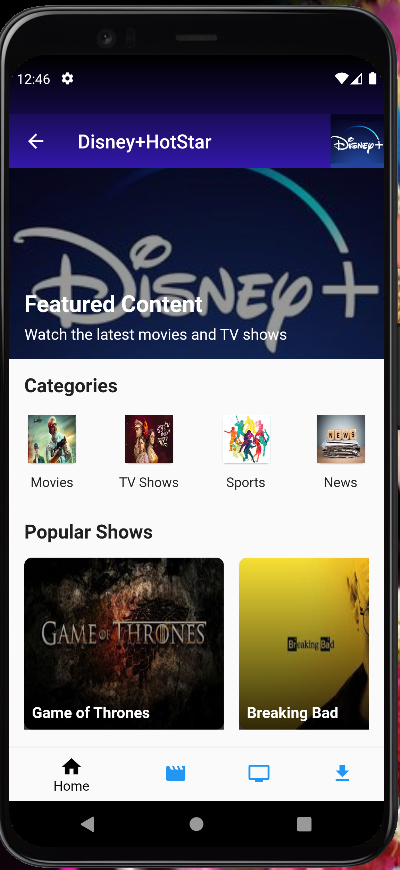 12:46
Disney+HotStar
Disney+
Disney+
Featured Content
Watch the latest movies and TV shows
Categories
NEWS
Movies
TV Shows
Sports
News
Popular Shows
GAME OF THRONES
Breaking Bad
Game of Thrones
Breaking Bad
Home